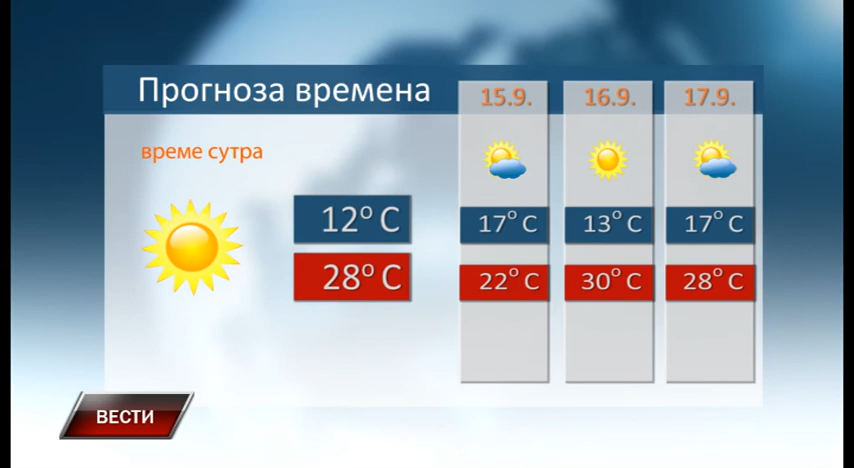 Прогноза времена
време сутра
12° C
28° C
15.9.
16.9.
17.9.
17° C
13° C
17° C
22° C
30° C
28° C
ВЕСТИ